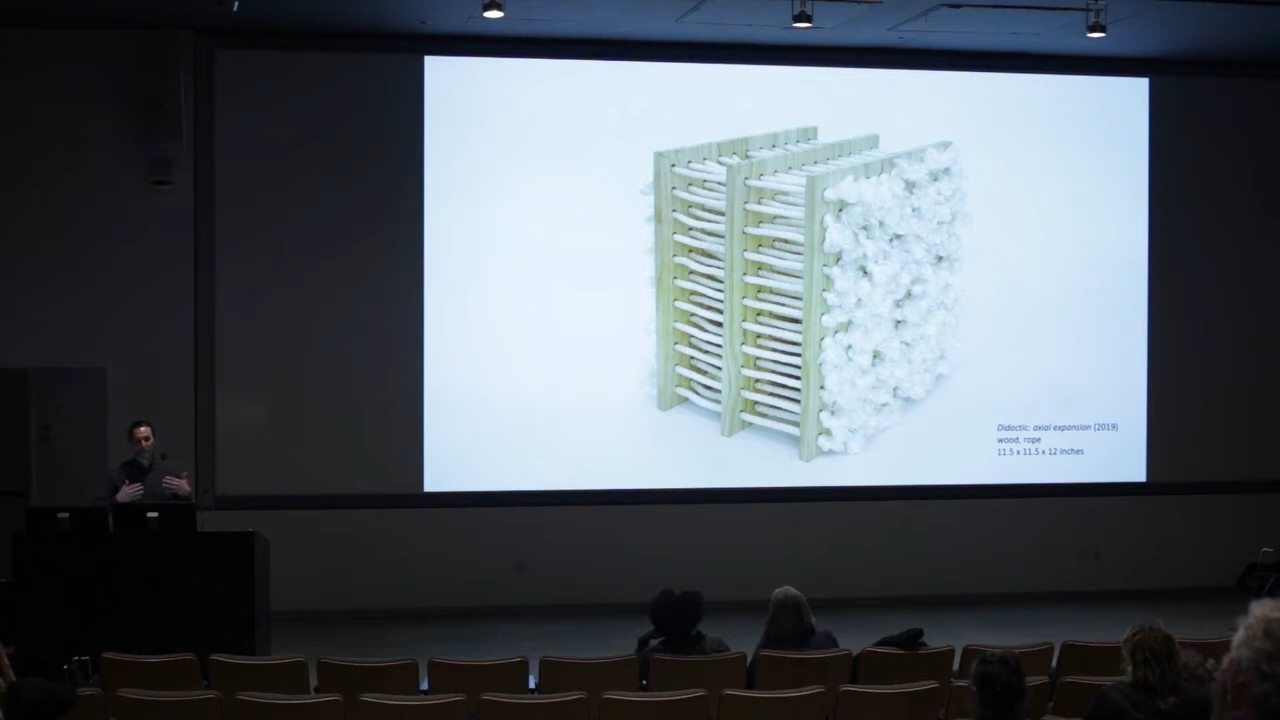 Didactic: axial expansion (2019)
wood, rope
11.5 x 11.5 x 12 inches